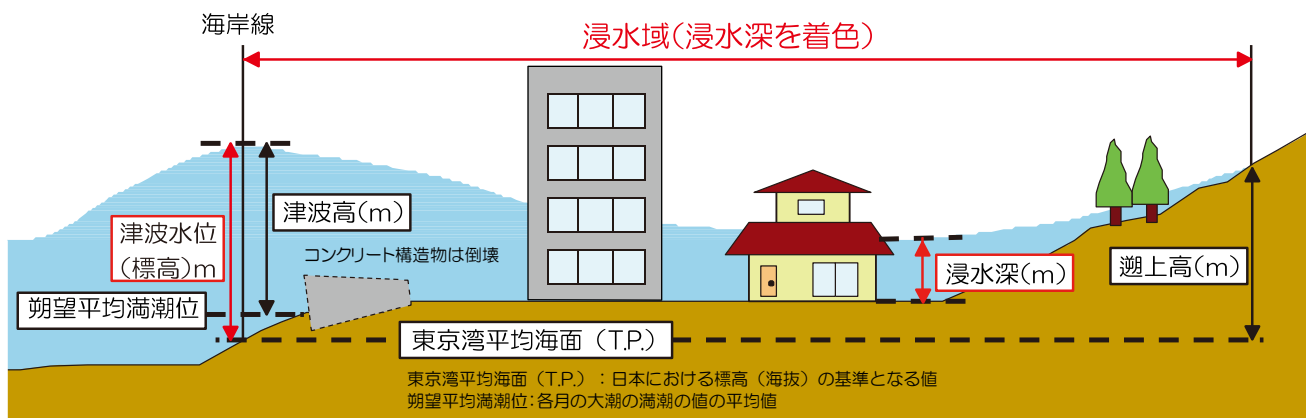 海岸線
浸水域(浸水深を着色)
津波高(m)
津波水位
(標高)m
コンクリート構造物は倒壊
浸水深(m)
遡上高(m)
朔望平均満潮位
東京湾平均海面（T.P.）
東京湾平均海面（T.P.）：日本における標高（海抜）の基準となる値
朔望平均満潮位:各月の大潮の満潮の値の平均値